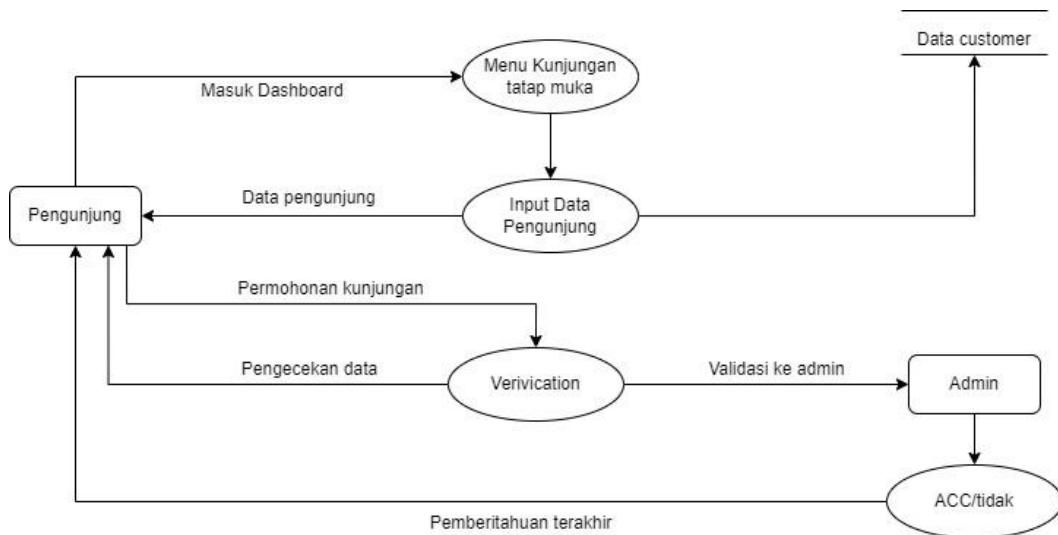 Data customer
Menu Kunjungan
tatap muka
Masuk Dashboard
Data pengunjung
Input Data
Pengunjung
Pengunjung
Permohonan kunjungan
Pengecekan data
Verivication
Validasi ke admin
Admin
ACC/tidak
Pemberitahuan terakhir